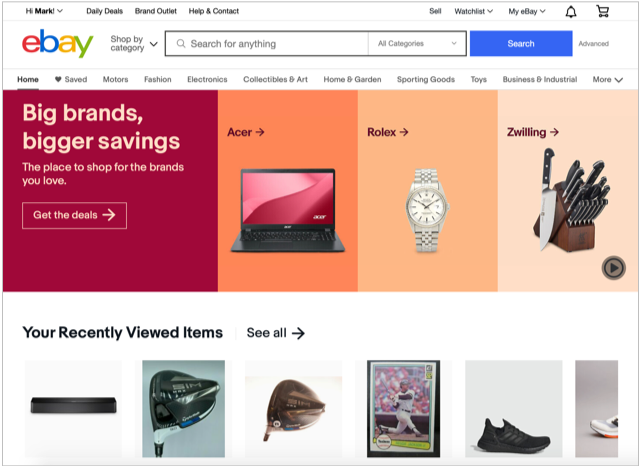 Hi Mark! Daily Deals Brand Outlet Help & Contact Sell Watchlist My eBay
ebay
Shop by
category
Search for anything
All Categories
Search
Advanced
Home Saved Motors Fashion Electronics Collectibles & Art Home & Garden Sporting Goods Toys Business & Industrial More
Big brands,
bigger savings
The place to shop for the brands
you love.
Get the deals →
Acer →
Rolex →
Zwilling →
acer
Your Recently Viewed Items See all →